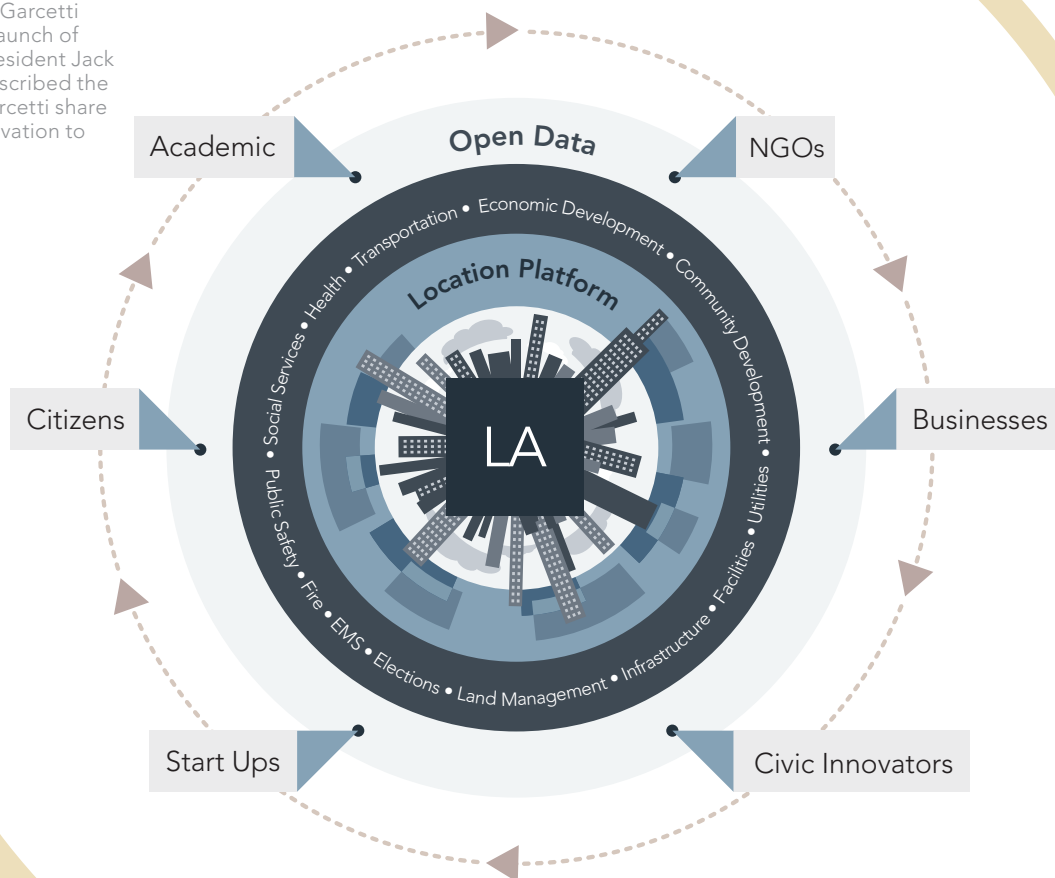 Garcetti
aunch of
esident Jack
scribed the
rcetti share
vation to
Academic
Open Data
NGOs
Social Services • Health • Transportation • Economic Development • Community Development •
Location Platform
Citizens
LA
Businesses
• Public Safety • Fire • EMS • Elections • Land Management • Infrastructure • Facilities • Utilities •
Start Ups
Civic Innovators